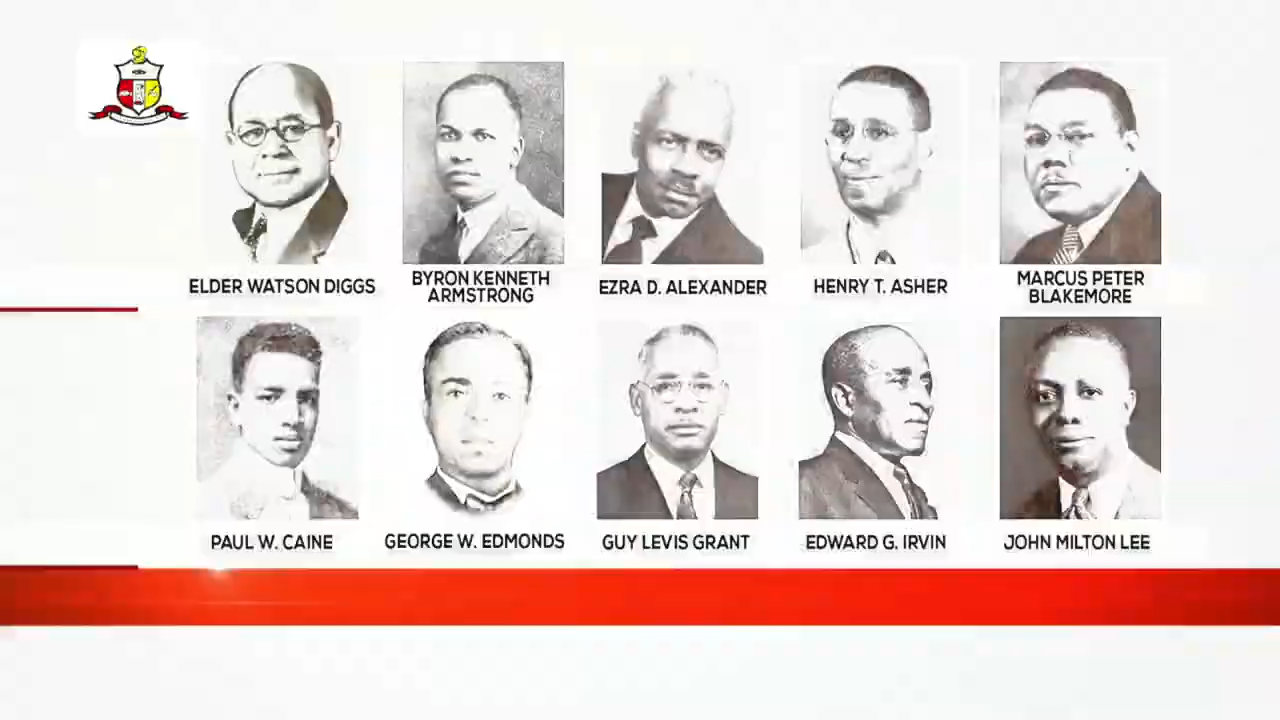 ELDER WATSON DIGGS
BYRON KENNETH
ARMSTRONG
EZRA D. ALEXANDER
HENRY T. ASHER
MARCUS PETER
BLAKEMORE
PAUL W. CAINE
GEORGE W. EDMONDS
GUY LEVIS GRANT
EDWARD G. IRVIN
JOHN MILTON LEE